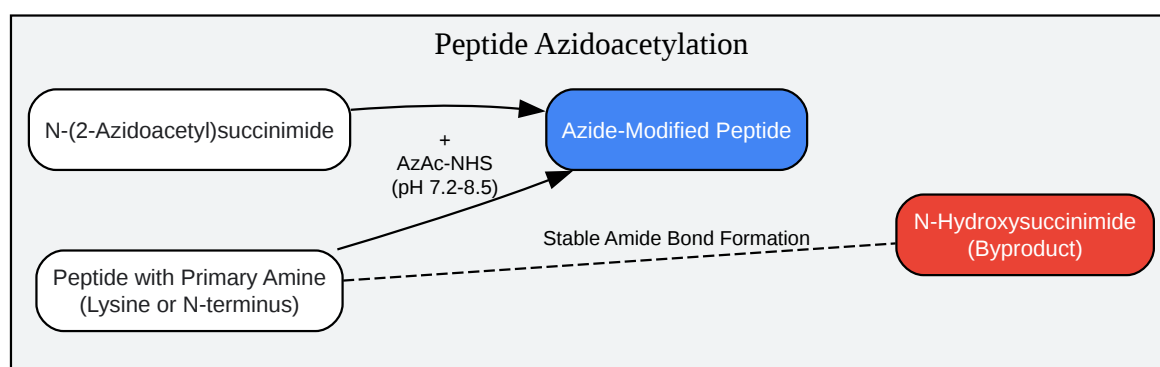 Peptide Azidoacetylation
N-(2-Azidoacetyl)succinimide
+
AzAc-NHS
(pH 7.2-8.5)
Azide-Modified Peptide
Peptide with Primary Amine
(Lysine or N-terminus)
Stable Amide Bond Formation
N-Hydroxysuccinimide
(Byproduct)